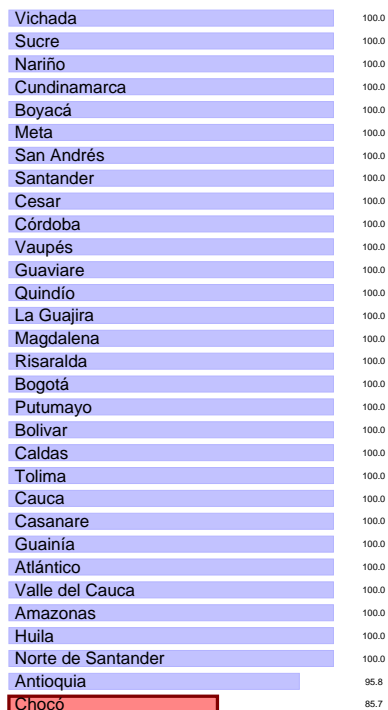 Vichada 100.0
Sucre 100.0
Nariño 100.0
Cundinamarca 100.0
Boyacá 100.0
Meta 100.0
San Andrés 100.0
Santander 100.0
Cesar 100.0
Córdoba 100.0
Vaupés 100.0
Guaviare 100.0
Quindío 100.0
La Guajira 100.0
Magdalena 100.0
Risaralda 100.0
Bogotá 100.0
Putumayo 100.0
Bolivar 100.0
Caldas 100.0
Tolima 100.0
Cauca 100.0
Casanare 100.0
Guainía 100.0
Atlántico 100.0
Valle del Cauca 100.0
Amazonas 100.0
Huila 100.0
Norte de Santander 100.0
Antioquia 95.8
Chocó 85.7